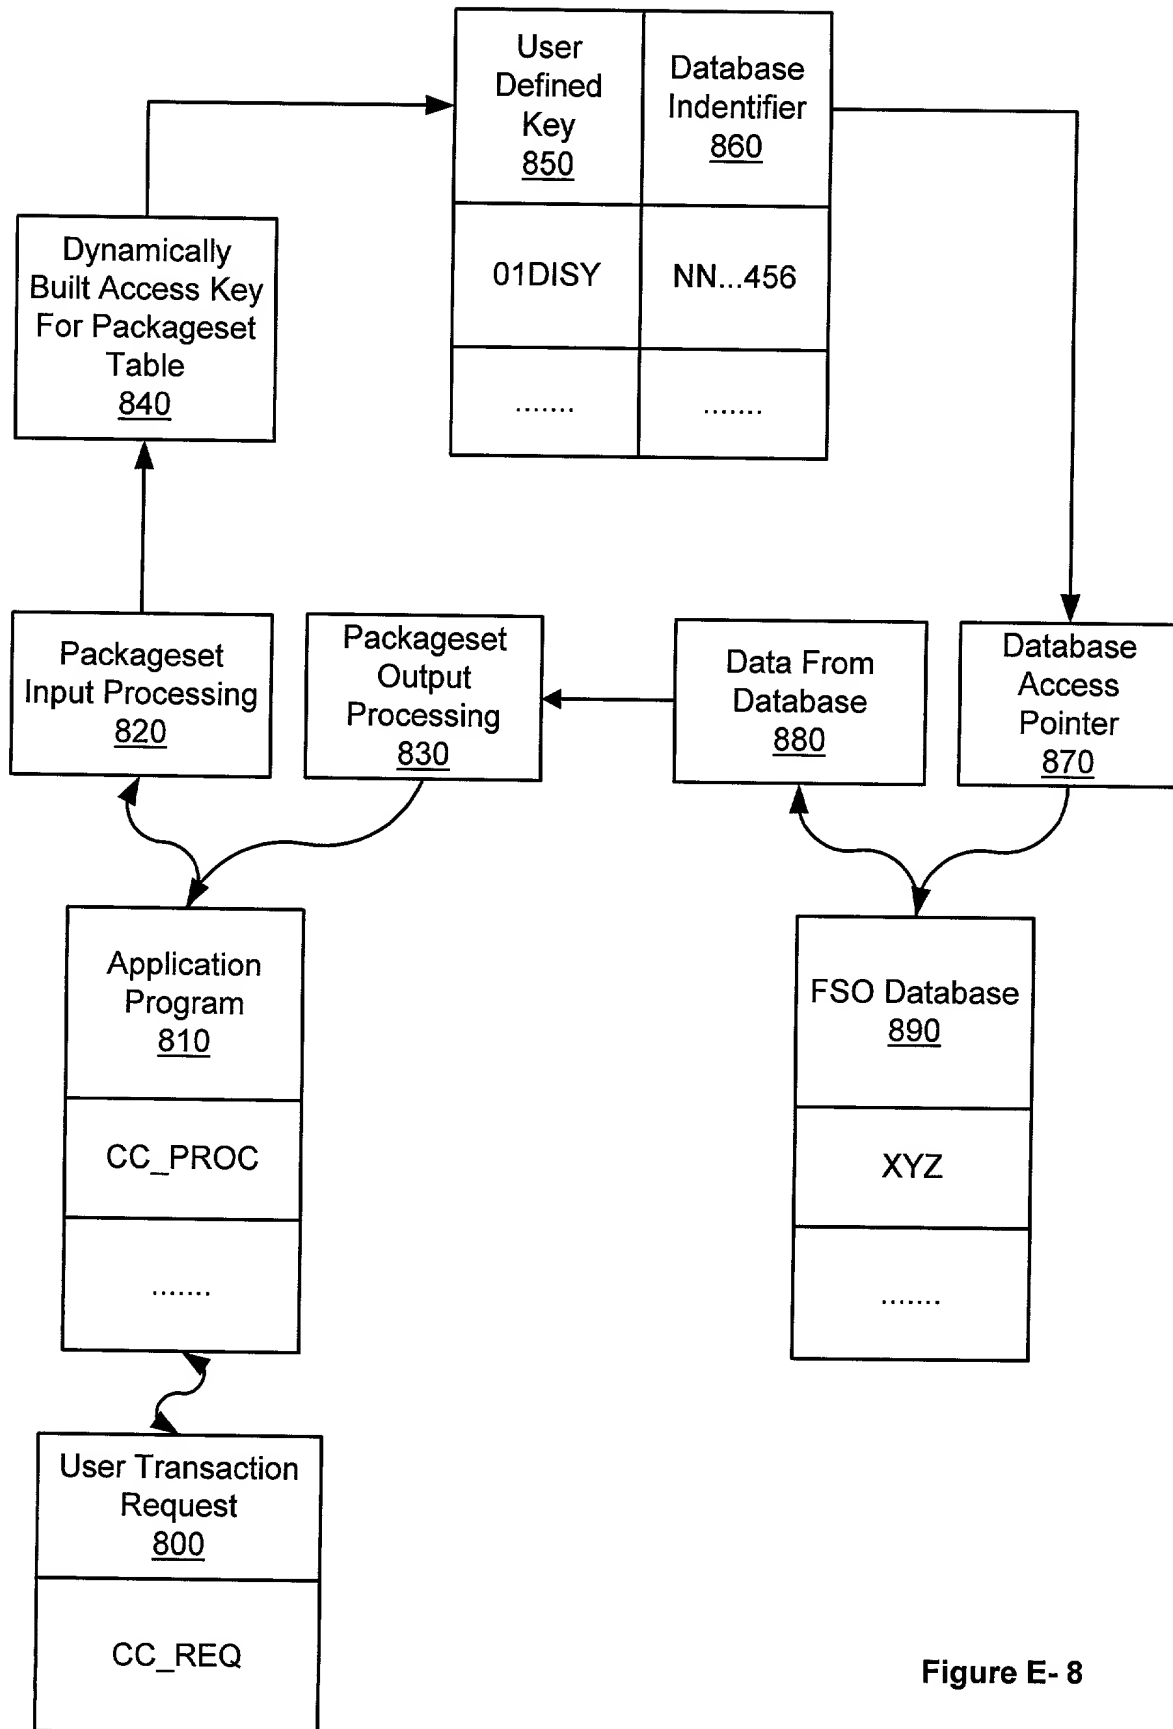 User
Defined
Key
850
Database
Indentifier
860
01DISY
NN...456
.......
.......
Dynamically
Built Access Key
For Packageset
Table
840
Packageset
Input Processing
820
Packageset
Output
Processing
830
Data From
Database
880
Database
Access
Pointer
870
Application
Program
810
CC_PROC
.......
FSO Database
890
XYZ
.......
User Transaction
Request
800
CC_REQ
Figure E- 8